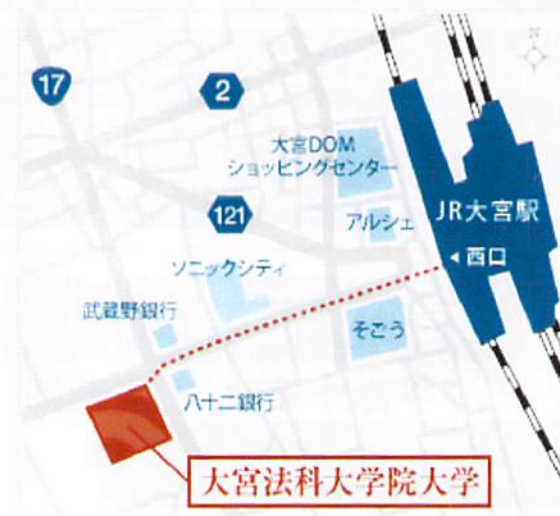 N
17
2
大宮DOM
ショッピングセンター
121
アルシェ
JR大宮駅
西口
ソニックシティ
武蔵野銀行
そごう
八十二銀行
大宮法科大学院大学